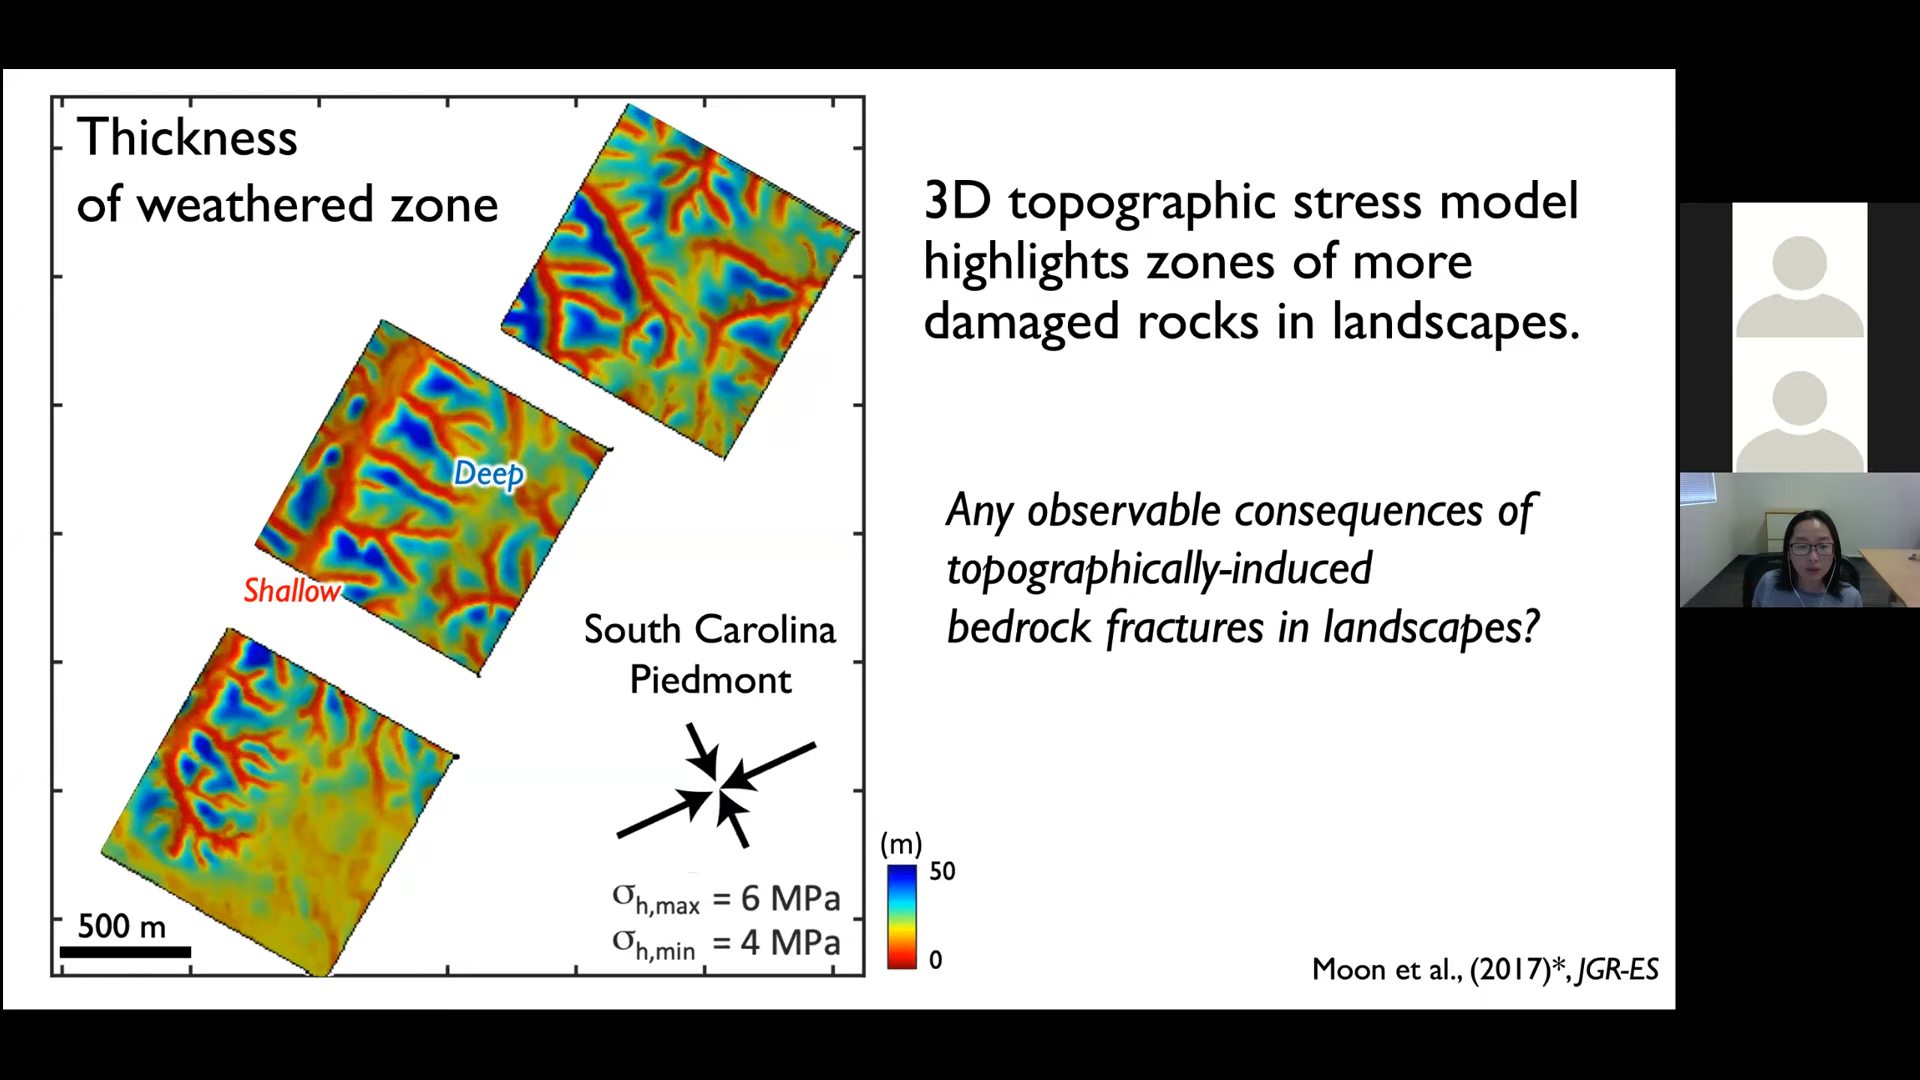 Thickness
of weathered zone
3D topographic stress model
highlights zones of more
damaged rocks in landscapes.
Deep
Shallow
Any observable consequences of
topographically-induced
bedrock fractures in landscapes?
South Carolina
Piedmont
500 m
σh,max = 6 MPa
σh,min = 4 MPa
(m)
50
0
Moon et al., (2017)*, JGR-ES